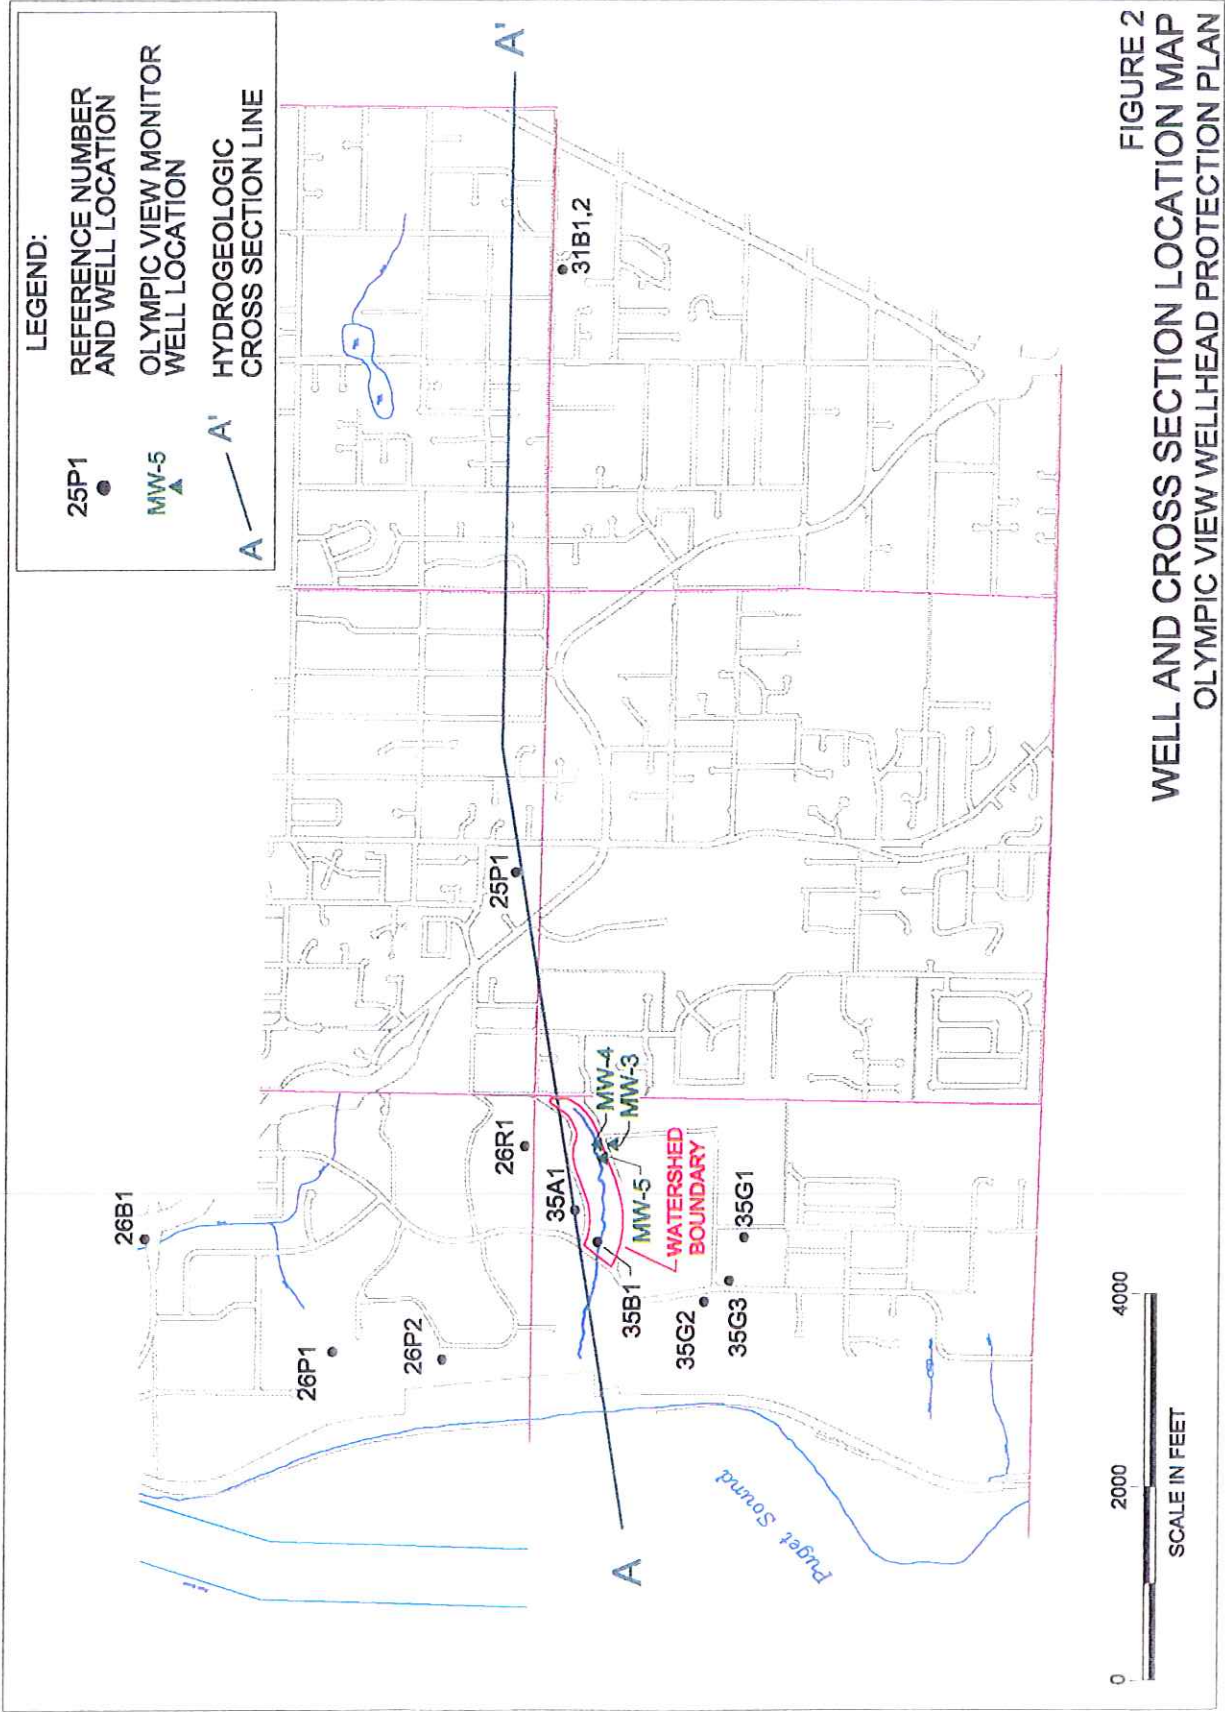 LEGEND:
25P1
REFERENCE NUMBER
AND WELL LOCATION
MW-5
OLYMPIC VIEW MONITOR
WELL LOCATION
A
A'
HYDROGEOLOGIC
CROSS SECTION LINE
26B1
26P1
26P2
26R1
25P1
A'
31B1,2
35A1
MW-4
MW-3
MW-5
WATERSHED
BOUNDARY
35B1
35G2
35G3
35G1
A
Puget Sound
0
2000
4000
SCALE IN FEET
FIGURE 2
WELL AND CROSS SECTION LOCATION MAP
OLYMPIC VIEW WELLHEAD PROTECTION PLAN